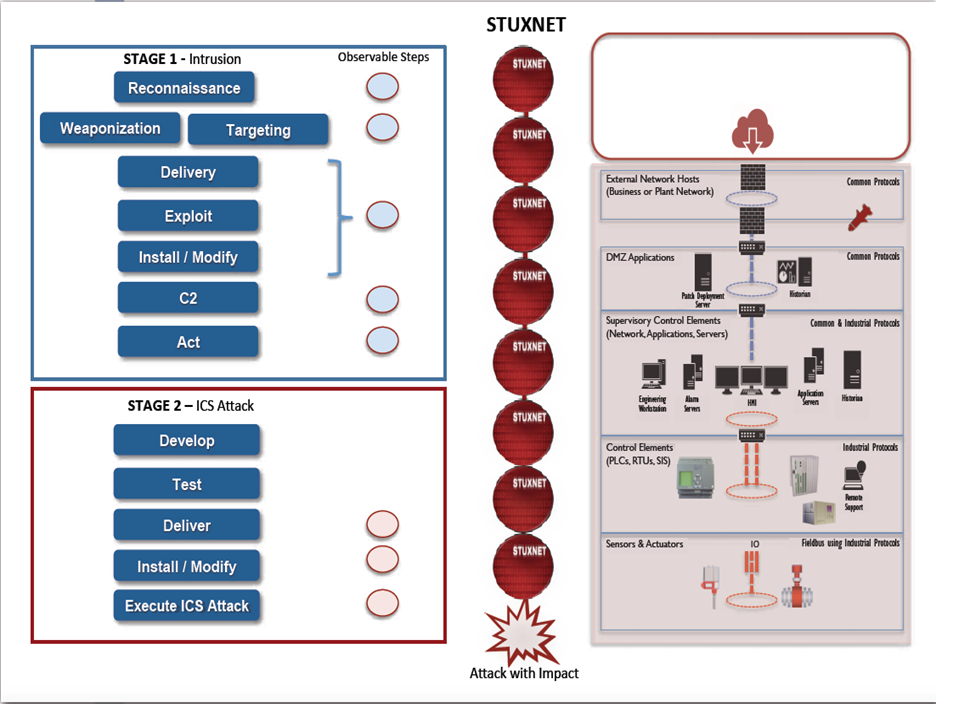 STUXNET
STAGE 1 - Intrusion
Observable Steps
Reconnaissance
Weaponization
Targeting
Delivery
Exploit
Install / Modify
C2
Act
STAGE 2 – ICS Attack
Develop
Test
Deliver
Install / Modify
Execute ICS Attack
STUXNET
STUXNET
STUXNET
STUXNET
STUXNET
STUXNET
STUXNET
STUXNET
Attack with Impact
External Network Hosts
(Business or Plant Network)
Common Protocols
DMZ Applications
Common Protocols
Patch Deployment
Server
Historian
Supervisory Control Elements
(Network, Applications, Servers)
Common & Industrial Protocols
Engineering
Workstation
Alarm
Servers
HMI
Application
Servers
Historian
Control Elements
(PLCs, RTUs, SIS)
Industrial Protocols
Remote
Support
Sensors & Actuators
IO
Fieldbus using Industrial Protocols